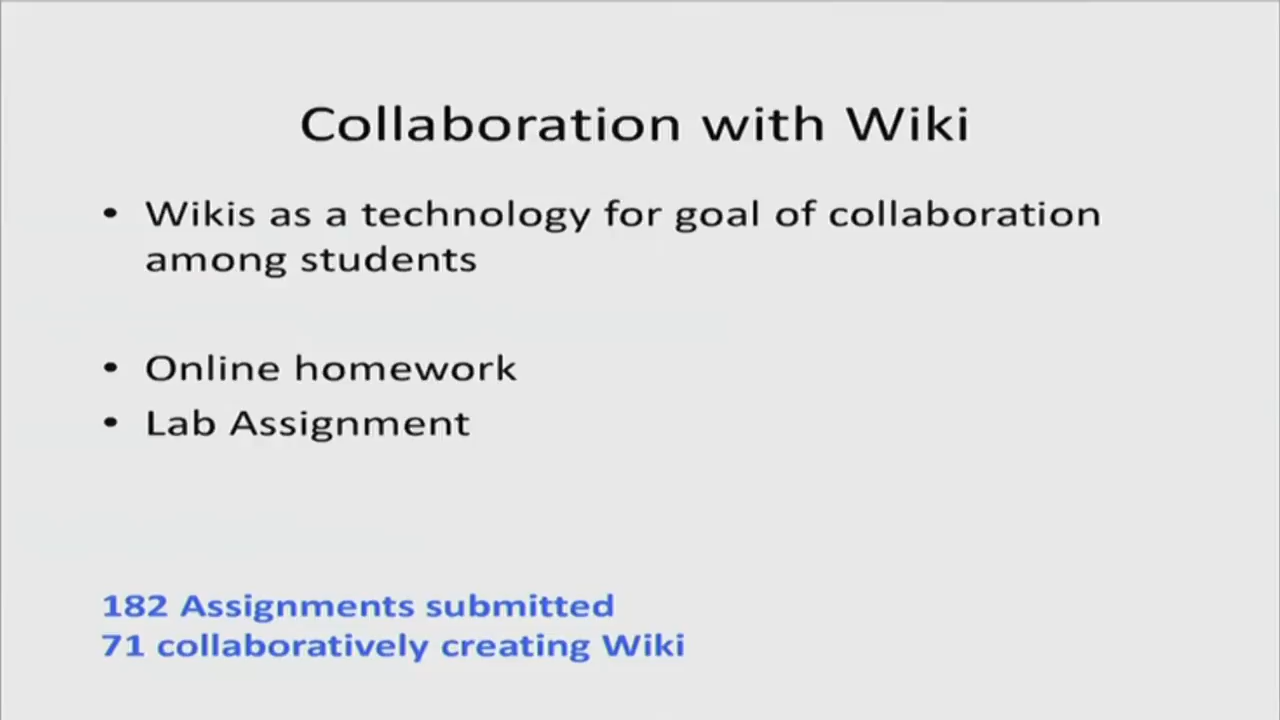 Collaboration with Wiki
• Wikis as a technology for goal of collaboration
among students
• Online homework
• Lab Assignment
182 Assignments submitted
71 collaboratively creating Wiki